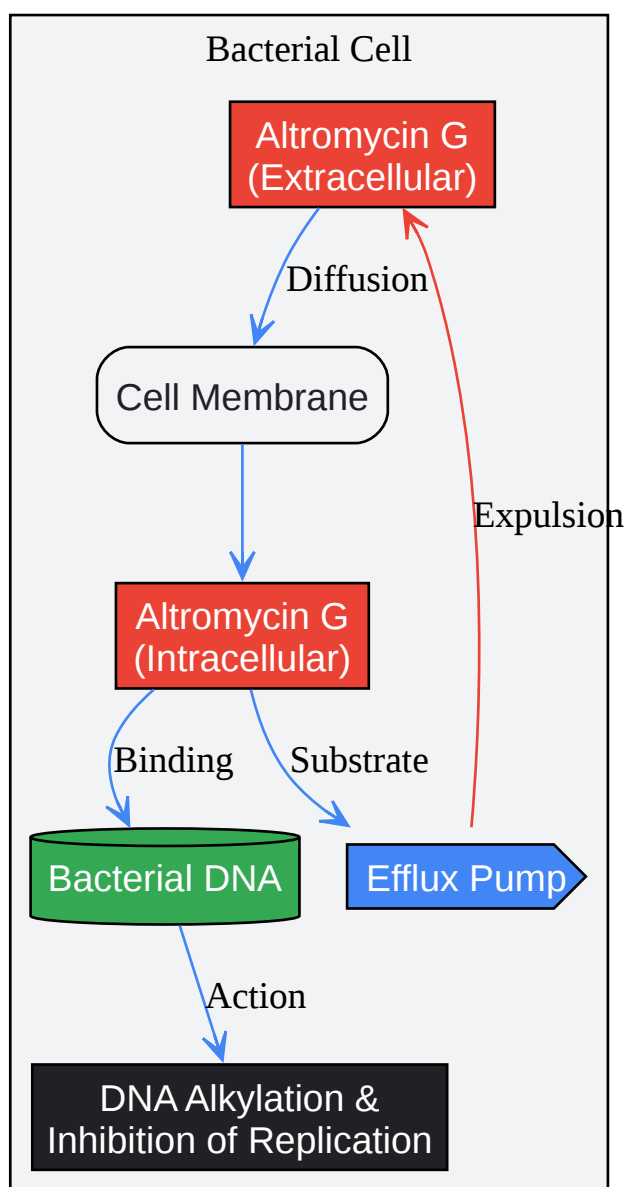 Bacterial Cell
Altromycin G
(Extracellular)
Diffusion
Cell Membrane
Expulsion
Altromycin G
(Intracellular)
Binding
Substrate
Bacterial DNA
Efflux Pump
Action
DNA Alkylation &
Inhibition of Replication